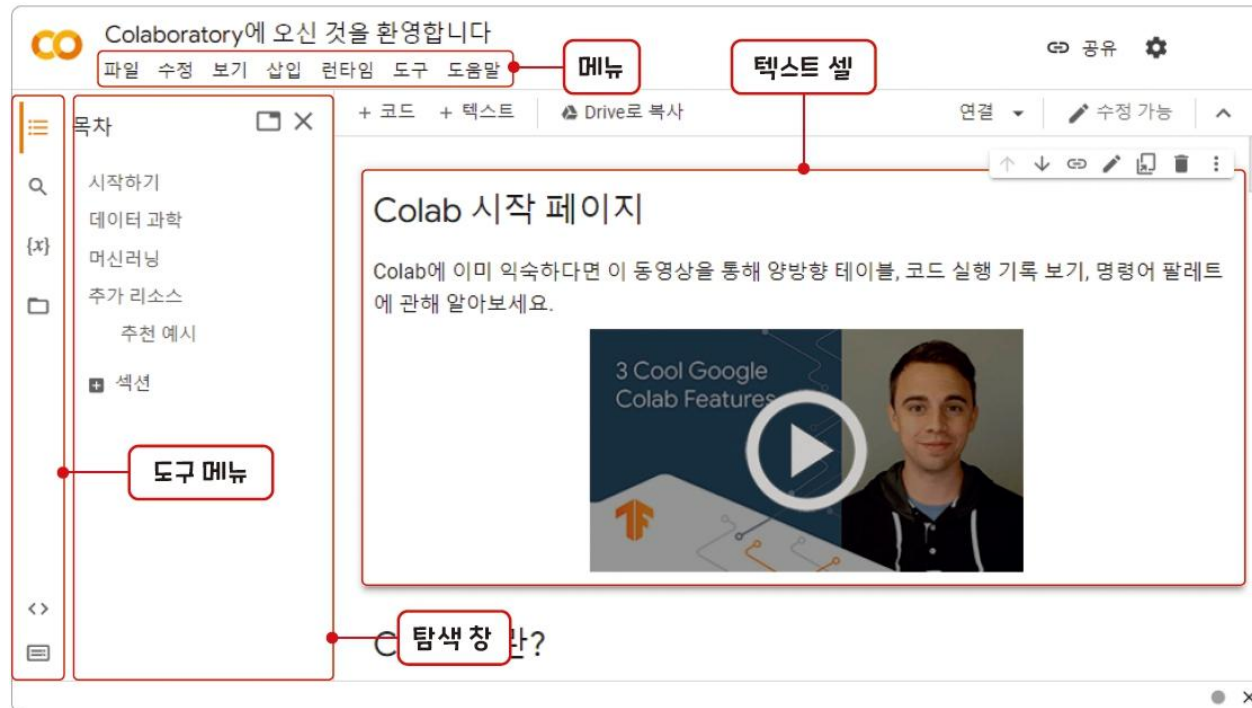 Colaboratory에 오신 것을 환영합니다
파일 수정 보기 삽입 런타임 도구 도움말
메뉴
텍스트 셀
공유
목차
+ 코드 + 텍스트 Drive로 복사
연결 수정 가능
시작하기
데이터 과학
{x}
머신러닝
추가 리소스
추천 예시
섹션
Colab 시작 페이지
Colab에 이미 익숙하다면 이 동영상을 통해 양방향 테이블, 코드 실행 기록 보기, 명령어 팔레트
에 관해 알아보세요.
3 Cool Google
Colab Features
도구 메뉴
탐색 창